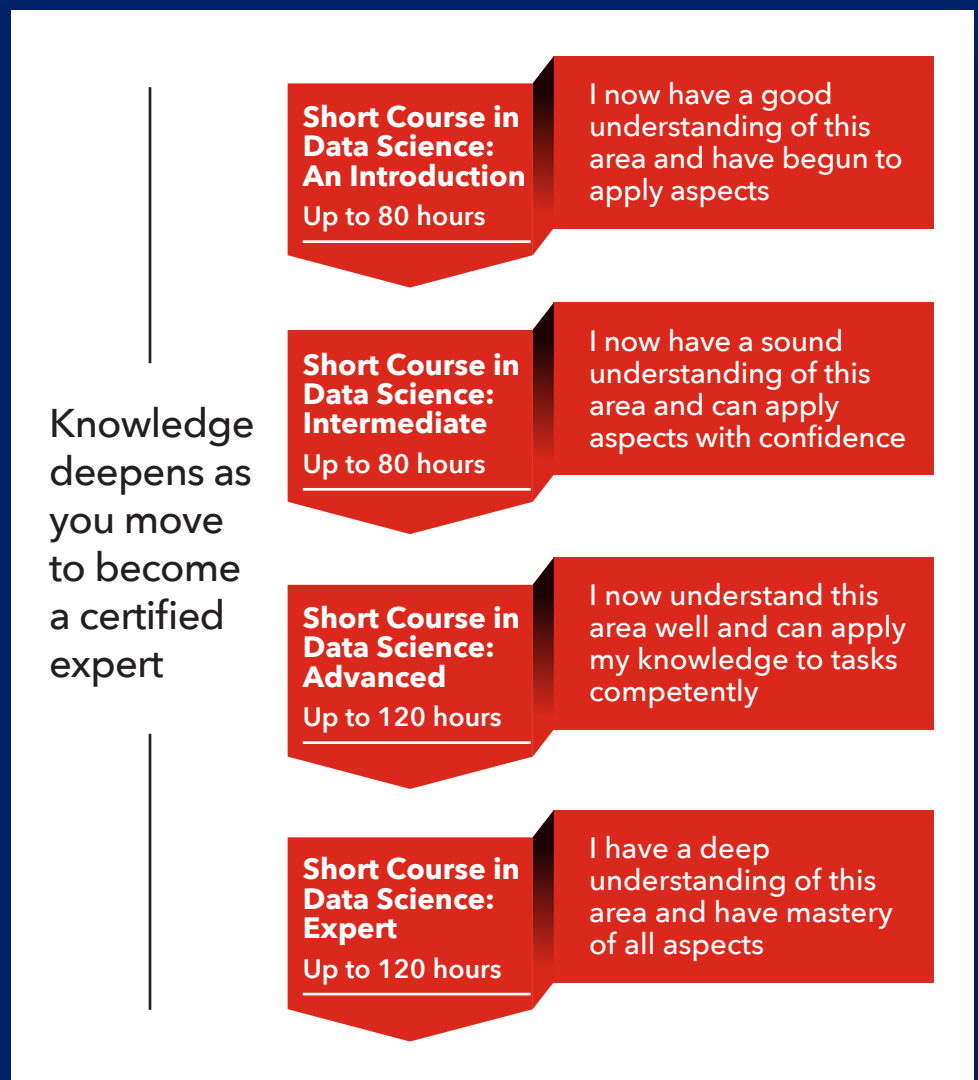 Short Course in
Data Science:
An Introduction
Up to 80 hours
I now have a good
understanding of this
area and have begun to
apply aspects
Short Course in
Data Science:
Intermediate
Up to 80 hours
I now have a sound
understanding of this
area and can apply
aspects with confidence
Knowledge
deepens as
you move
to become
a certified
expert
Short Course in
Data Science:
Advanced
Up to 120 hours
I now understand this
area well and can apply
my knowledge to tasks
competently
Short Course in
Data Science:
Expert
Up to 120 hours
I have a deep
understanding of this
area and have mastery
of all aspects